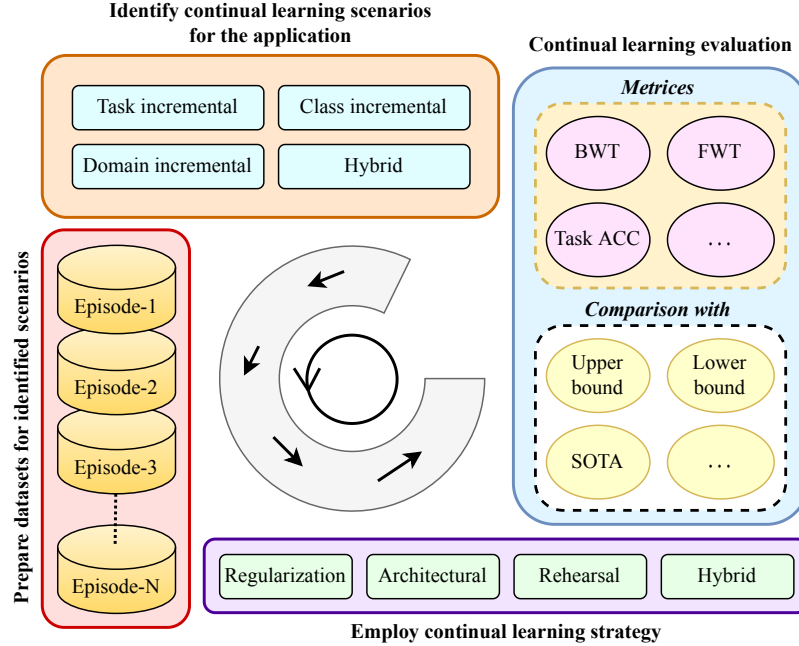 Identify continual learning scenarios
for the application
Task incremental
Class incremental
Domain incremental
Hybrid
Continual learning evaluation
Metrices
BWT
FWT
Task ACC
...
Comparison with
Upper
bound
Lower
bound
SOTA
...
Prepare datasets for identified scenarios
Episode-1
Episode-2
Episode-3
Episode-N
Regularization
Architectural
Rehearsal
Hybrid
Employ continual learning strategy